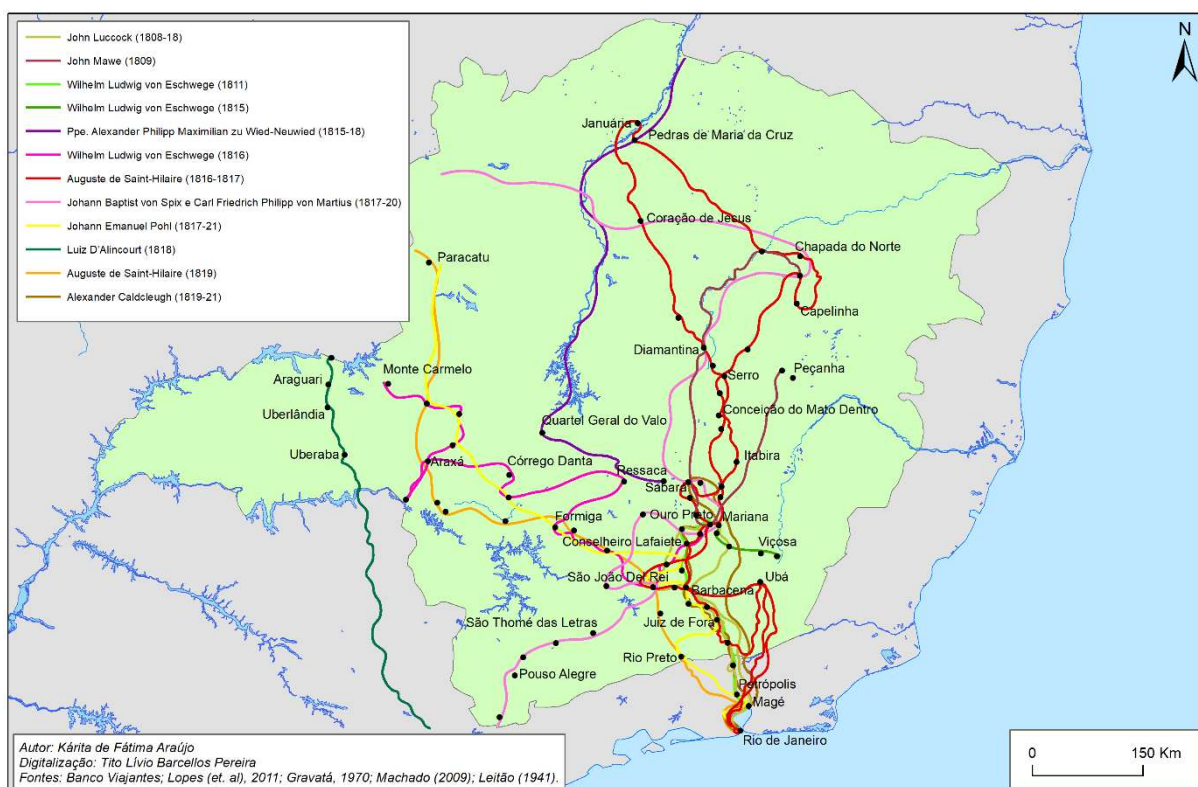 John Luccock (1808-18)
John Mawe (1809)
Wilhelm Ludwig von Eschwege (1811)
Wilhelm Ludwig von Eschwege (1815)
Ppe. Alexander Philipp Maximilian zu Wied-Neuwied (1815-18)
Wilhelm Ludwig von Eschwege (1816)
Auguste de Saint-Hilaire (1816-1817)
Johann Baptist von Spix e Carl Friedrich Philipp von Martius (1817-20)
Johann Emanuel Pohl (1817-21)
Luiz D'Alincourt (1818)
Auguste de Saint-Hilaire (1819)
Alexander Caldcleugh (1819-21)
N
Januária
Pedras de Maria da Cruz
Coração de Jesus
Chapada do Norte
Paracatu
Capelinha
Diamantina
Serro
Peçanha
Araguari
Monte Carmelo
Uberlândia
Conceição do Mato Dentro
Quartel Geral do Valo
Uberaba
Araxá
Córrego Danta
Ressaca
Itabira
Sabará
Formiga
Ouro Preto
Mariana
Conselheiro Lafaiete
Viçosa
São João Del Rei
Barbacena
Ubá
São Thomé das Letras
Juiz de Fora
Rio Preto
Pouso Alegre
Petrópolis
Magé
Rio de Janeiro
Autor: Kárita de Fátima Araújo
Digitalização: Tito Lívio Barcellos Pereira
Fontes: Banco Viajantes; Lopes (et. al), 2011; Gravatá, 1970; Machado (2009); Leitão (1941).
0 150 Km